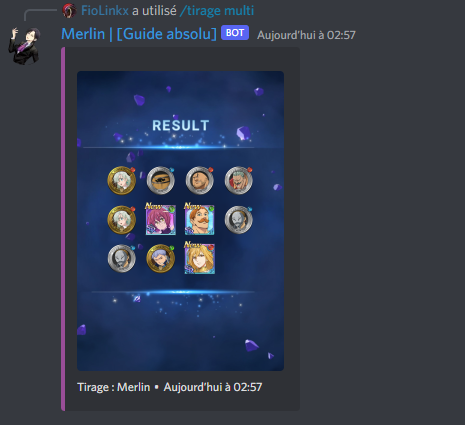 FioLinkx a utilisé /tirage multi
Merlin | [Guide absolu] BOT Aujourd'hui à 02:57
RESULT
New New
New
Tirage : Merlin • Aujourd'hui à 02:57